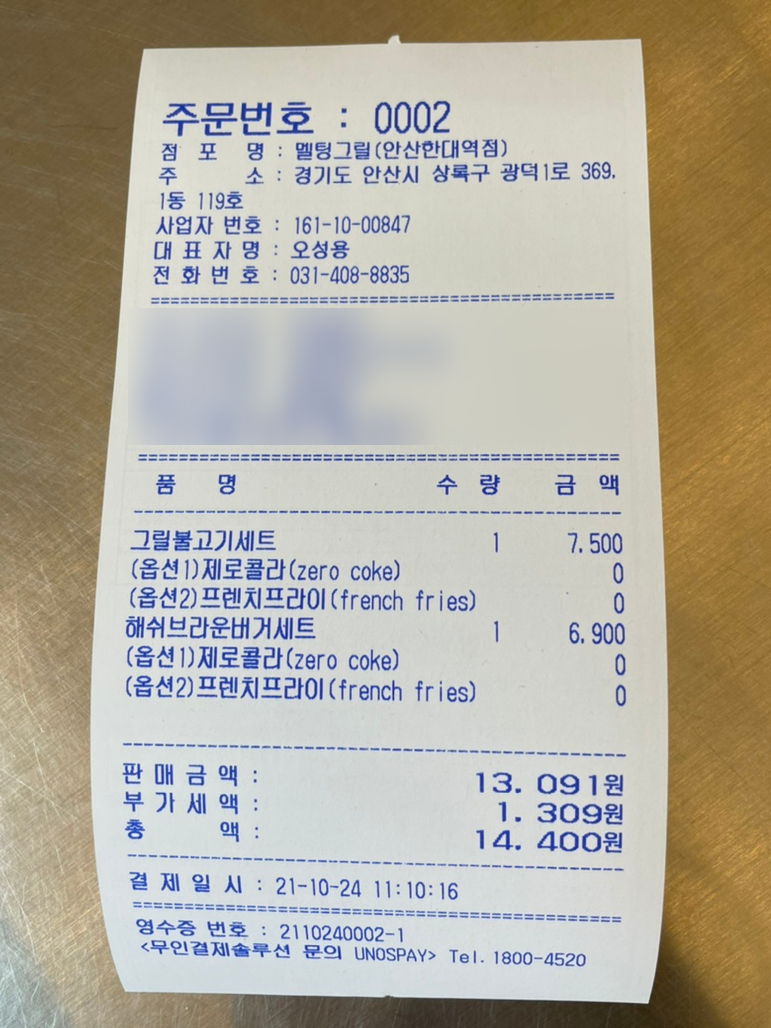 주문번호 : 0002
점 포 명 : 멜팅그릴(안산한대역점)
주 소 : 경기도 안산시 상록구 광덕1로 369.
1동 119호
사업자 번호 : 161-10-00847
대 표 자 명 : 오성용
전 화 번 호 : 031-408-8835
==============================================
==============================================
품 명 수 량 금 액
----------------------------------------------
그릴불고기세트 1 7.500
(옵션1)제로콜라(zero coke) 0
(옵션2)프렌치프라이(french fries) 0
해쉬브라운버거세트 1 6.900
(옵션1)제로콜라(zero coke) 0
(옵션2)프렌치프라이(french fries) 0
----------------------------------------------
판 매 금 액 : 13. 091원
부 가 세 액 : 1. 309원
총 액 : 14. 400원
----------------------------------------------
결 제 일 시 : 21-10-24 11:10:16
==============================================
영수증 번호 : 2110240002-1
<무인결제솔루션 문의 UNOSPAY> Tel. 1800-4520